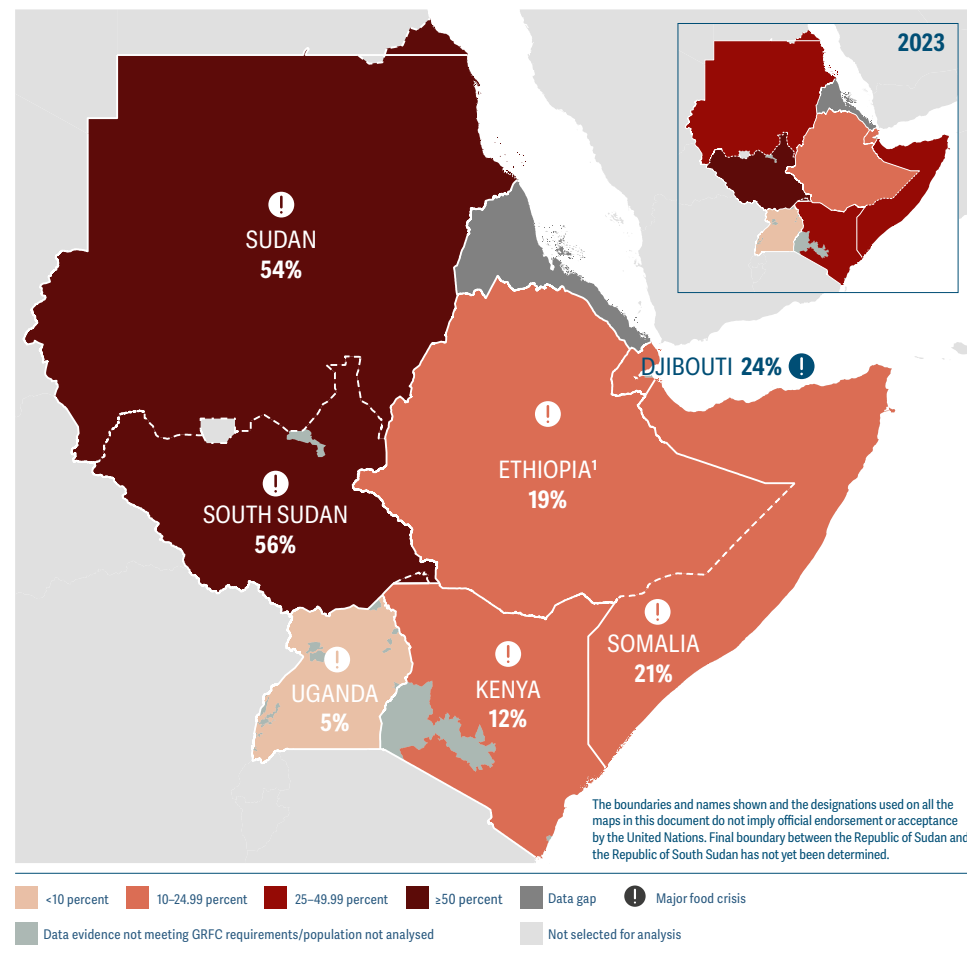 2023
SUDAN
54%
DJIBOUTI 24%
ETHIOPIA¹
19%
SOUTH SUDAN
56%
SOMALIA
21%
UGANDA
5%
KENYA
12%
The boundaries and names shown and the designations used on all the
maps in this document do not imply official endorsement or acceptance
by the United Nations. Final boundary between the Republic of Sudan and
the Republic of South Sudan has not yet been determined.
<10 percent
10–24.99 percent
25–49.99 percent
≥50 percent
Data gap
Major food crisis
Data evidence not meeting GRFC requirements/population not analysed
Not selected for analysis